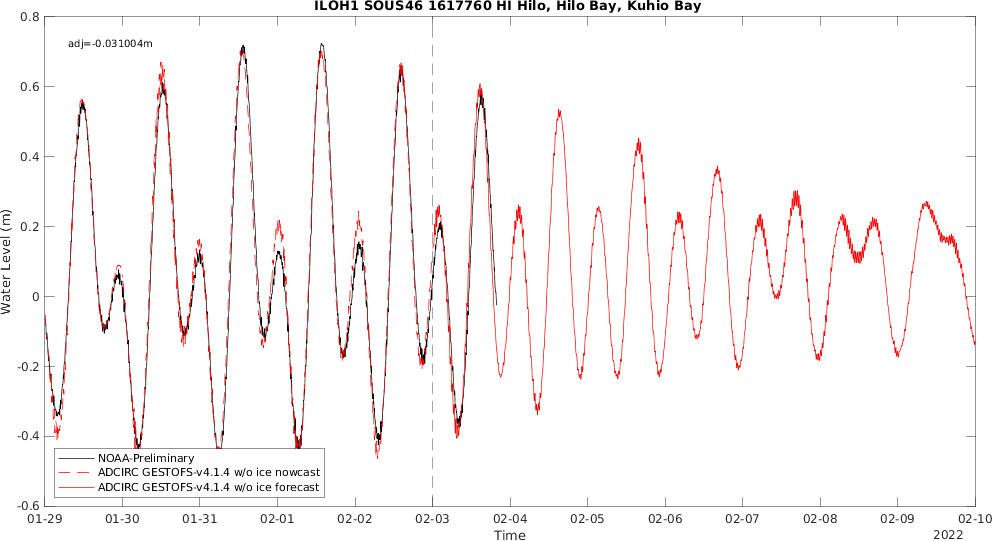 ILOH1 SOUS46 1617760 HI Hilo, Hilo Bay, Kuhio Bay
adj=-0.031004m
Water Level (m)
0.8
0.6
0.4
0.2
0
-0.2
-0.4
-0.6
NOAA-Preliminary
ADCIRC GESTOFS-v4.1.4 w/o ice nowcast
ADCIRC GESTOFS-v4.1.4 w/o ice forecast
01-29 01-30 01-31 02-01 02-02 02-03 02-04 02-05 02-06 02-07 02-08 02-09 02-10
Time
2022